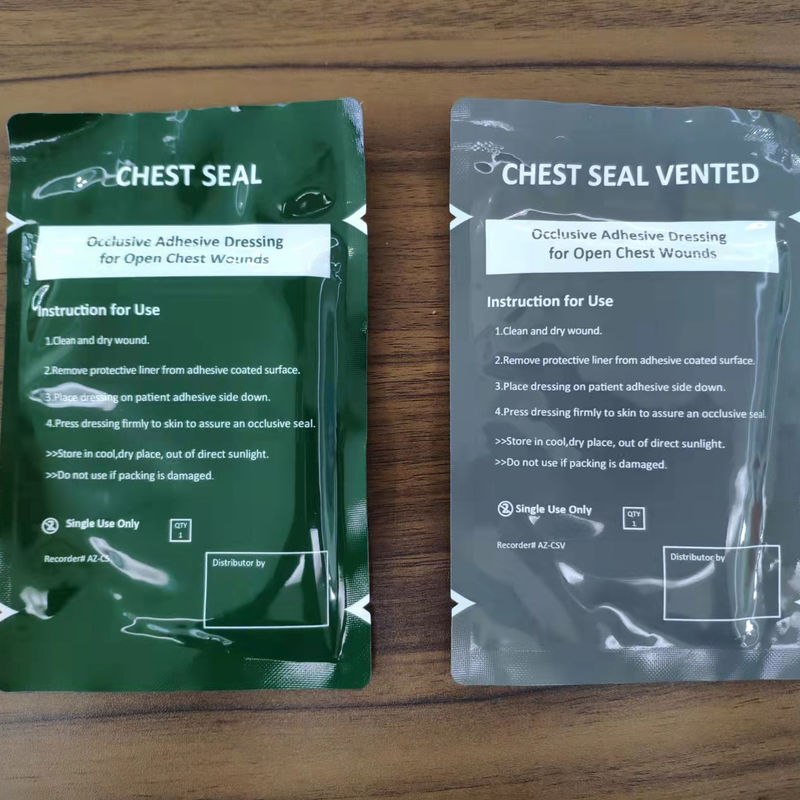 CHEST SEAL
Occlusive Adhesive Dressing
for Open Chest Wounds
Instruction for Use
1.Clean and dry wound.
2.Remove protective liner from adhesive coated surface.
3.Place dressing on patient adhesive side down.
4.Press dressing firmly to skin to assure an occlusive seal.
>>Store in cool,dry place, out of direct sunlight.
>>Do not use if packing is damaged.
2 Single Use Only
QTY
1
Recorder# AZ-CS
Distributor by
CHEST SEAL VENTED
Occlusive Adhesive Dressing
for Open Chest Wounds
Instruction for Use
1.Clean and dry wound.
2.Remove protective liner from adhesive coated surface.
3.Place dressing on patient adhesive side down.
4.Press dressing firmly to skin to assure an occlusive seal.
>>Store in cool,dry place, out of direct sunlight.
>>Do not use if packing is damaged.
2 Single Use Only
QTY
1
Recorder# AZ-CSV
Distributor by